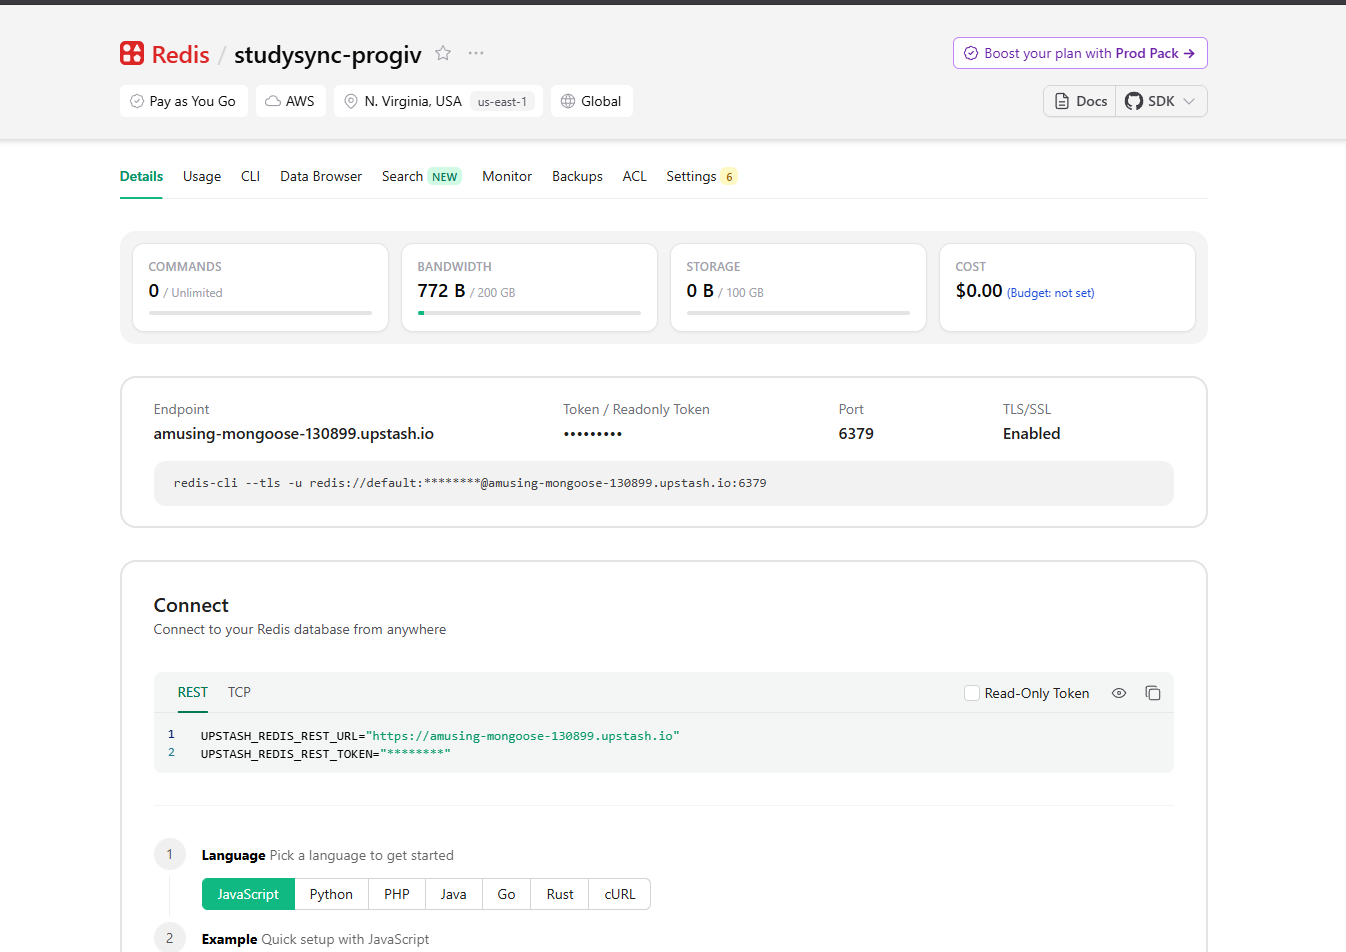 Redis / studysync-progiv
Boost your plan with Prod Pack →
Pay as You Go
AWS
N. Virginia, USA us-east-1
Global
Docs
SDK
Details
Usage
CLI
Data Browser
Search NEW
Monitor
Backups
ACL
Settings 6
COMMANDS
0 / Unlimited
BANDWIDTH
772 B / 200 GB
STORAGE
0 B / 100 GB
COST
$0.00 (Budget: not set)
Endpoint
amusing-mongoose-130899.upstash.io
Token / Readonly Token
•••••••••
Port
6379
TLS/SSL
Enabled
redis-cli --tls -u redis://default:********@amusing-mongoose-130899.upstash.io:6379
Connect
Connect to your Redis database from anywhere
REST
TCP
Read-Only Token
1 UPSTASH_REDIS_REST_URL="https://amusing-mongoose-130899.upstash.io"
2 UPSTASH_REDIS_REST_TOKEN="********"
1 Language Pick a language to get started
JavaScript
Python
PHP
Java
Go
Rust
cURL
2 Example Quick setup with JavaScript